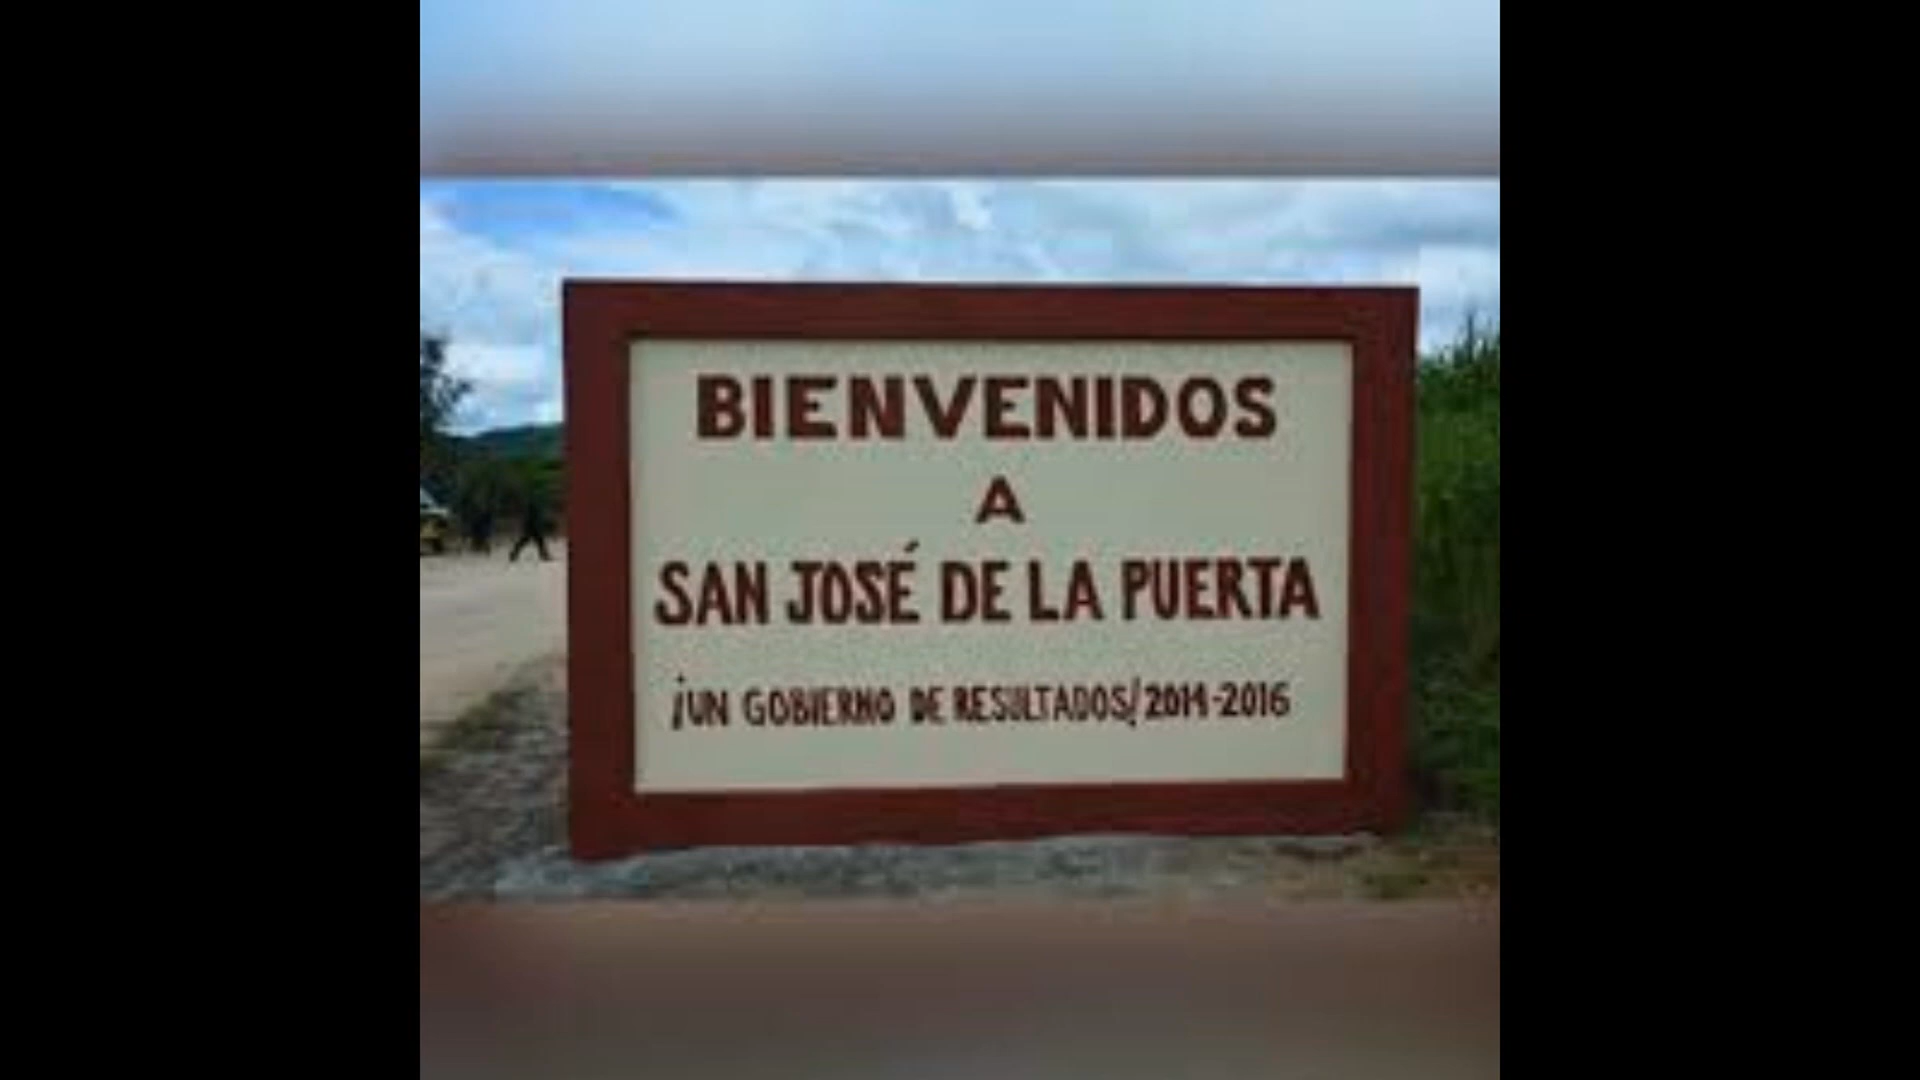 BIENVENIDOS
A
SAN JOSÉ DE LA PUERTA
¡UN GOBIERNO DE RESULTADOS! 2014-2016